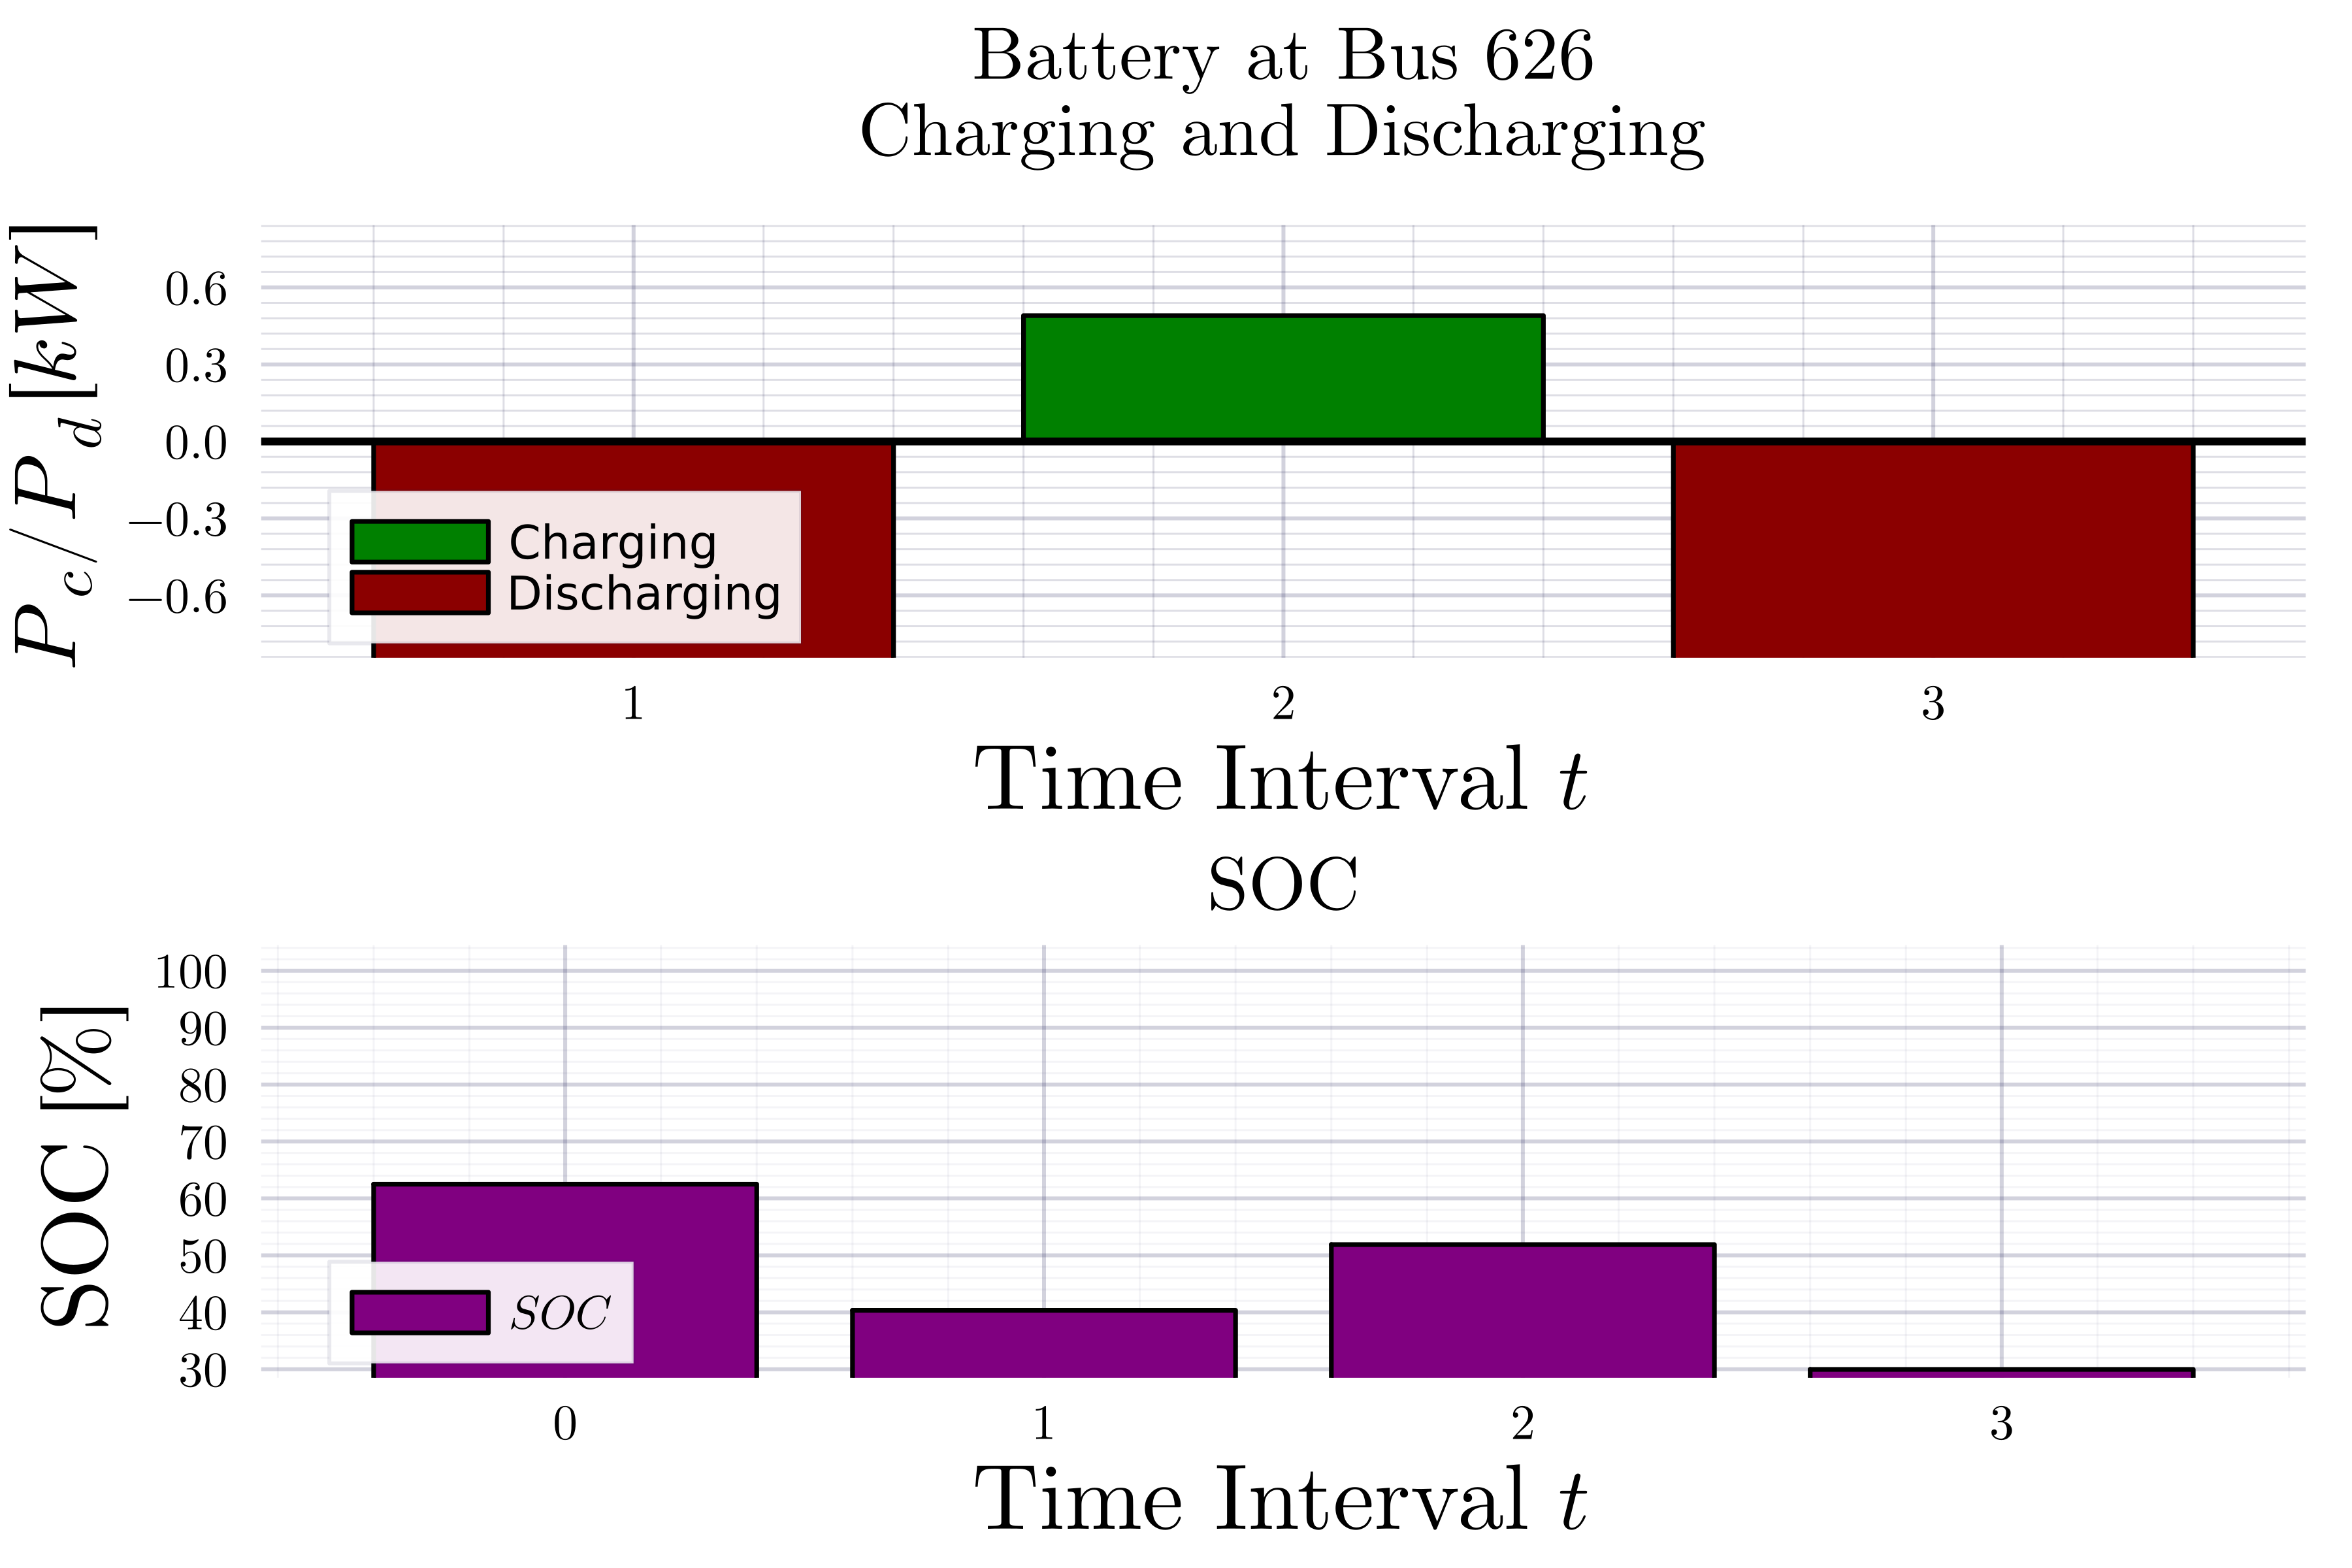 Battery at Bus 626
Charging and Discharging
P_c/P_d [kW]
0.6
0.3
0.0
−0.3
−0.6
Charging
Discharging
1 2 3
Time Interval t
SOC
SOC [%]
100
90
80
70
60
50
40
30
SOC
0 1 2 3
Time Interval t